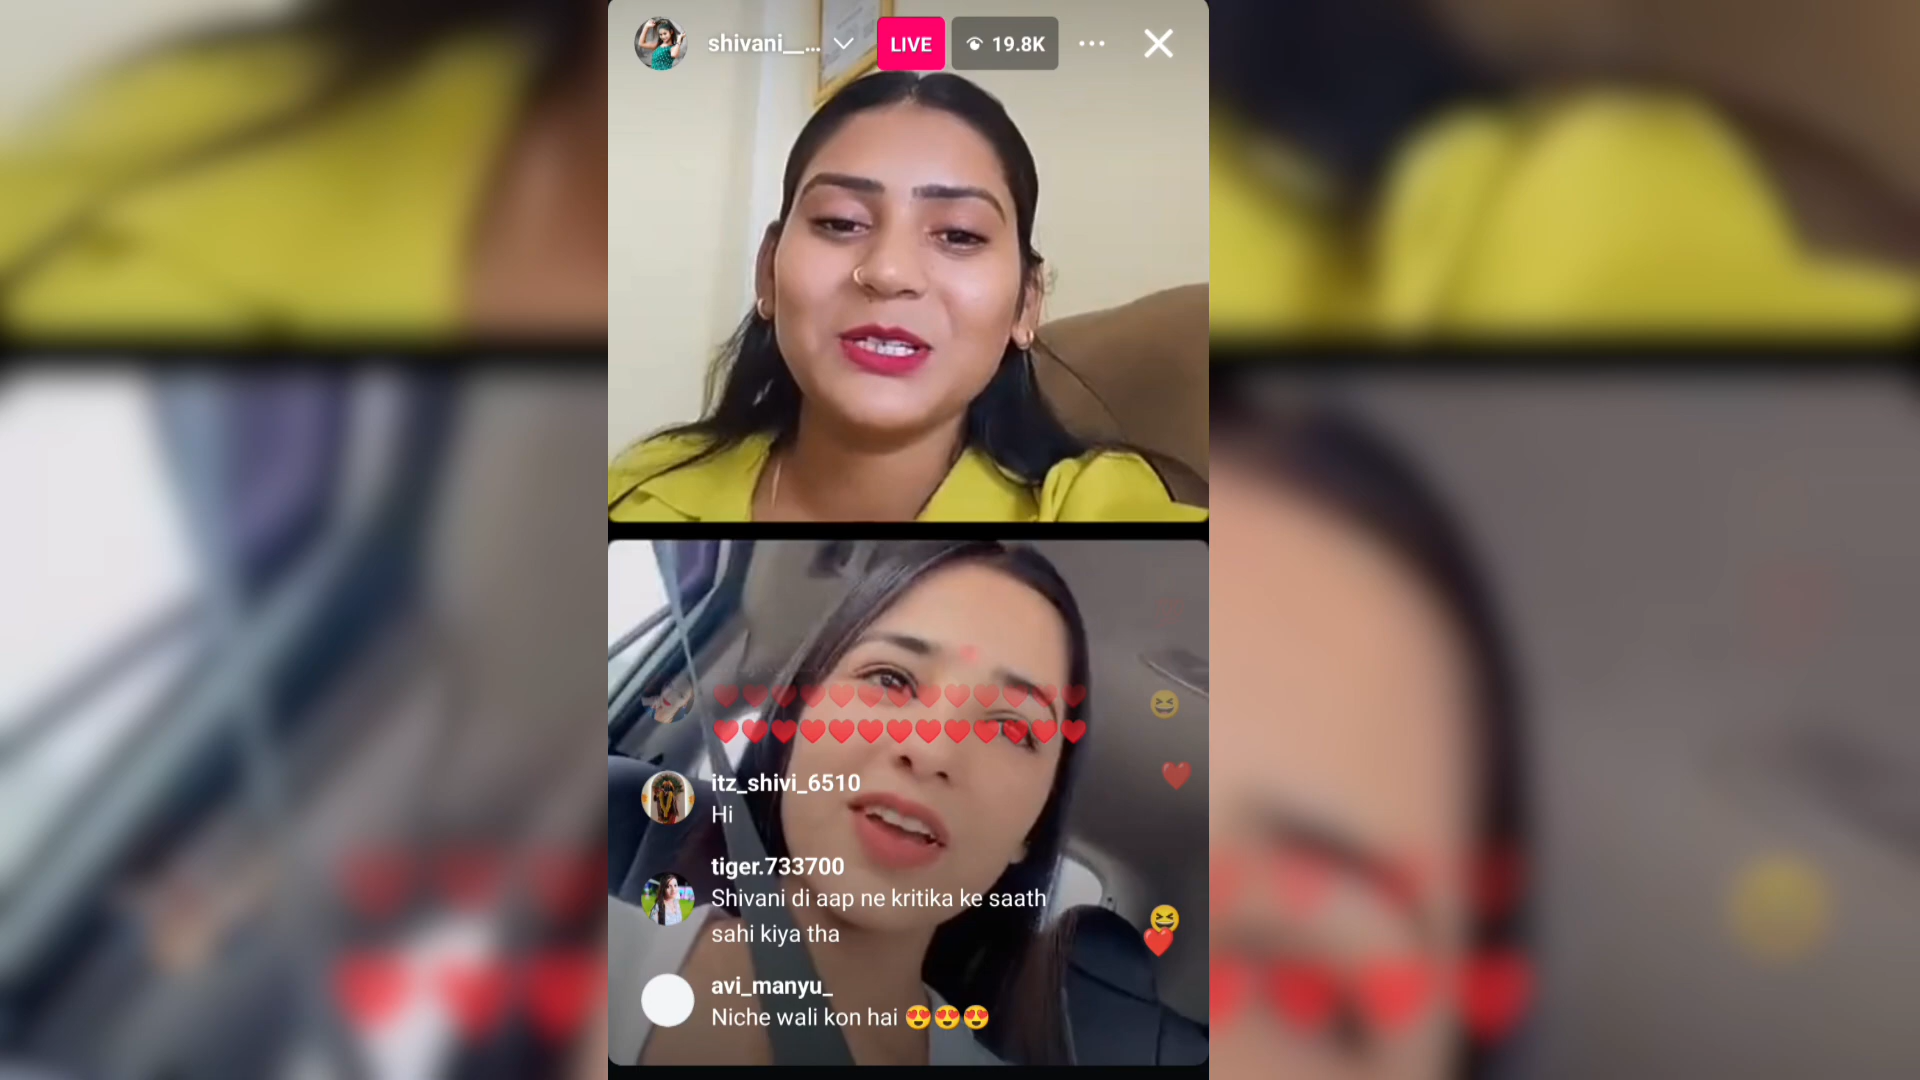 shivani__...
LIVE
19.8K
itz_shivi_6510
Hi
tiger.733700
Shivani di aap ne kritika ke saath
sahi kiya tha
avi_manyu_
Niche wali kon hai 😍😍😍